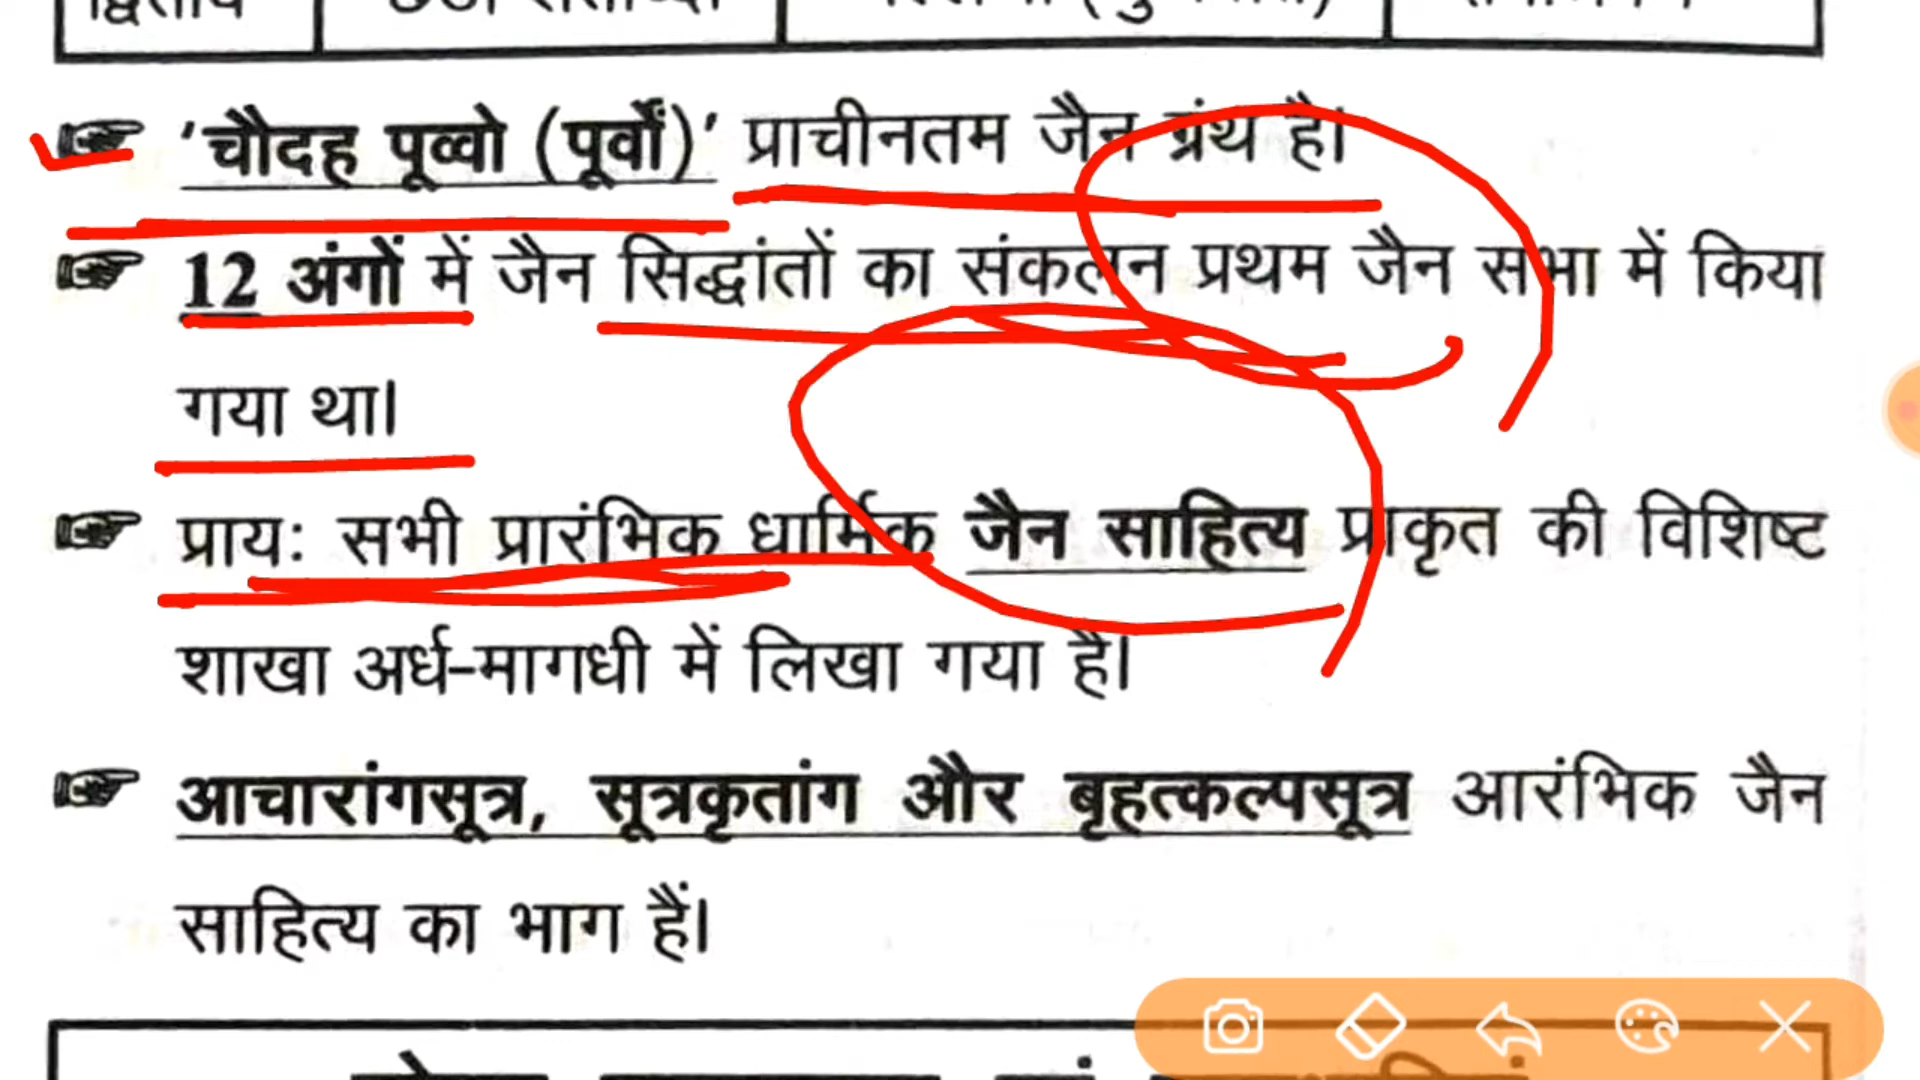 द्वितीय
☞ 'चौदह पूव्वो (पूर्वों)' प्राचीनतम जैन ग्रंथ है।
☞ 12 अंगों में जैन सिद्धांतों का संकलन प्रथम जैन सभा में किया
गया था।
☞ प्राय: सभी प्रारंभिक धार्मिक जैन साहित्य प्राकृत की विशिष्ट
शाखा अर्ध-मागधी में लिखा गया है।
☞ आचारांगसूत्र, सूत्रकृतांग और बृहत्कल्पसूत्र आरंभिक जैन
साहित्य का भाग हैं।